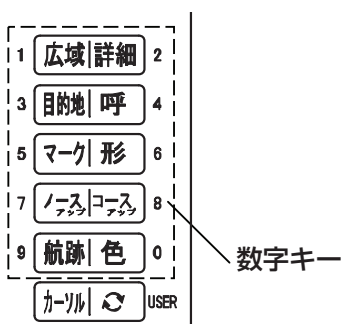 1 広域 詳細 2
3 目的地 呼 4
5 マーク 形 6
7 ノースアップ コースアップ 8
9 航跡 色 0
数字キー
カーソル USER